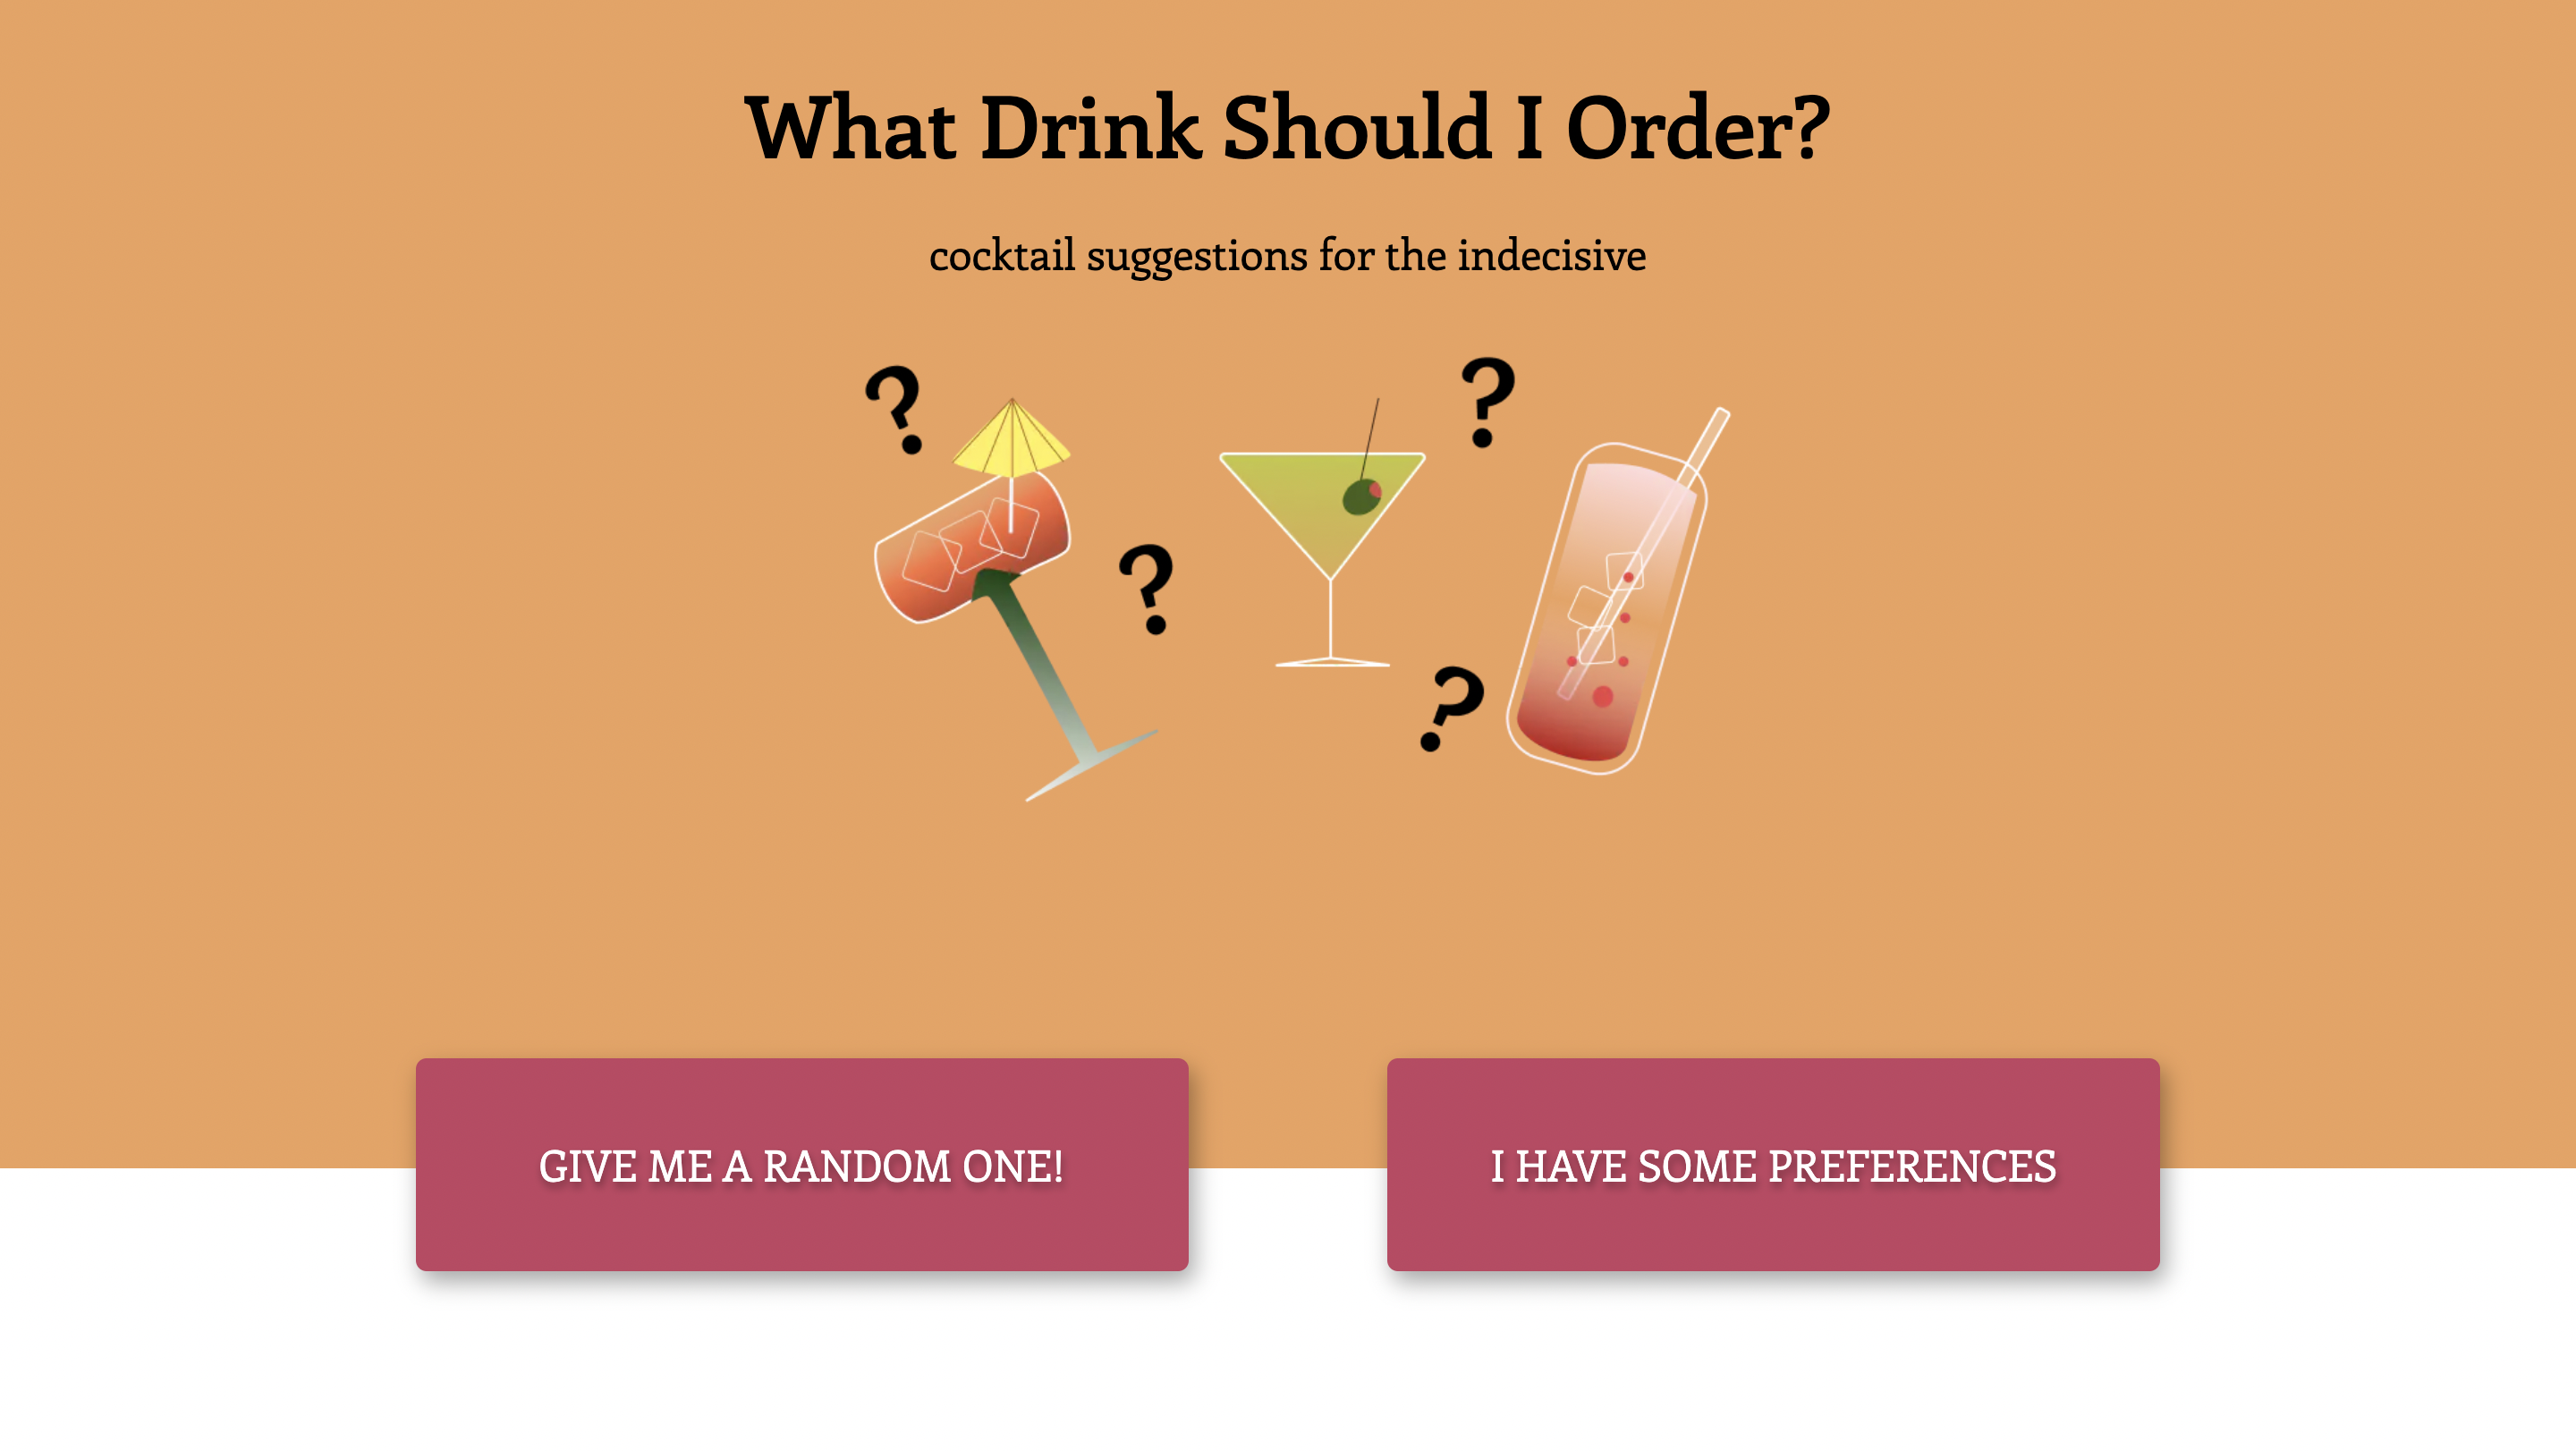 What Drink Should I Order?
cocktail suggestions for the indecisive
? ?
?
?
GIVE ME A RANDOM ONE!
I HAVE SOME PREFERENCES